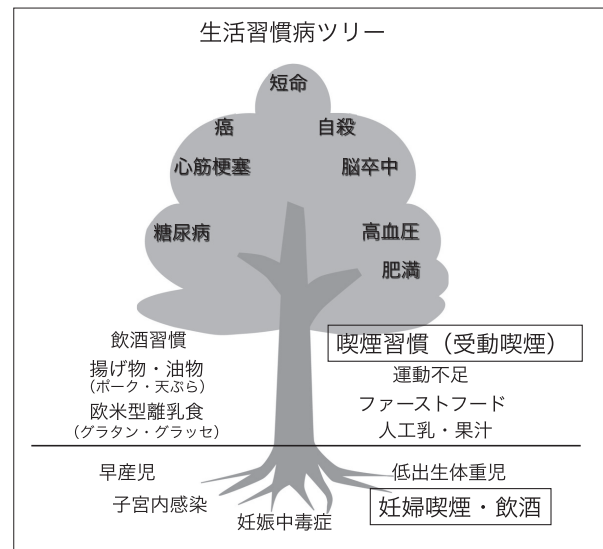 生活習慣病ツリー
短命
癌
自殺
心筋梗塞
脳卒中
糖尿病
高血圧
肥満
飲酒習慣
喫煙習慣（受動喫煙）
揚げ物・油物
（ポーク・天ぷら）
運動不足
欧米型離乳食
（グラタン・グラッセ）
ファーストフード
人工乳・果汁
早産児
低出生体重児
子宮内感染
妊婦喫煙・飲酒
妊娠中毒症